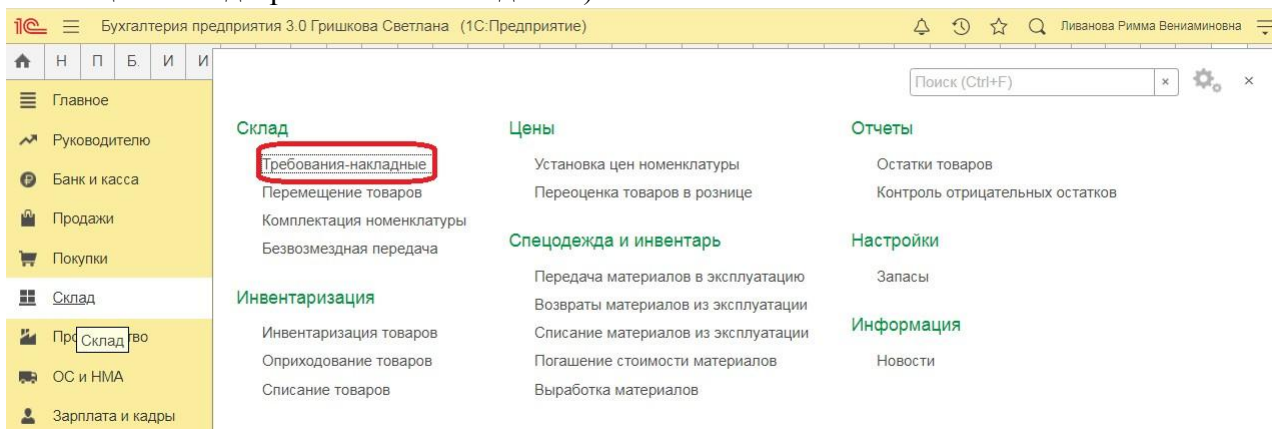 1С Бухгалтерия предприятия 3.0 Гришкова Светлана (1С:Предприятие) Ливанова Римма Вениаминовна
Н П Б. И И
Поиск (Ctrl+F) × ×
Главное
Руководителю
Банк и касса
Продажи
Покупки
Склад
Склад
ОС и НМА
Зарплата и кадры
Склад
Требования-накладные
Перемещение товаров
Комплектация номенклатуры
Безвозмездная передача
Инвентаризация
Инвентаризация товаров
Оприходование товаров
Списание товаров
Цены
Установка цен номенклатуры
Переоценка товаров в рознице
Спецодежда и инвентарь
Передача материалов в эксплуатацию
Возвраты материалов из эксплуатации
Списание материалов из эксплуатации
Погашение стоимости материалов
Выработка материалов
Отчеты
Остатки товаров
Контроль отрицательных остатков
Настройки
Запасы
Информация
Новости